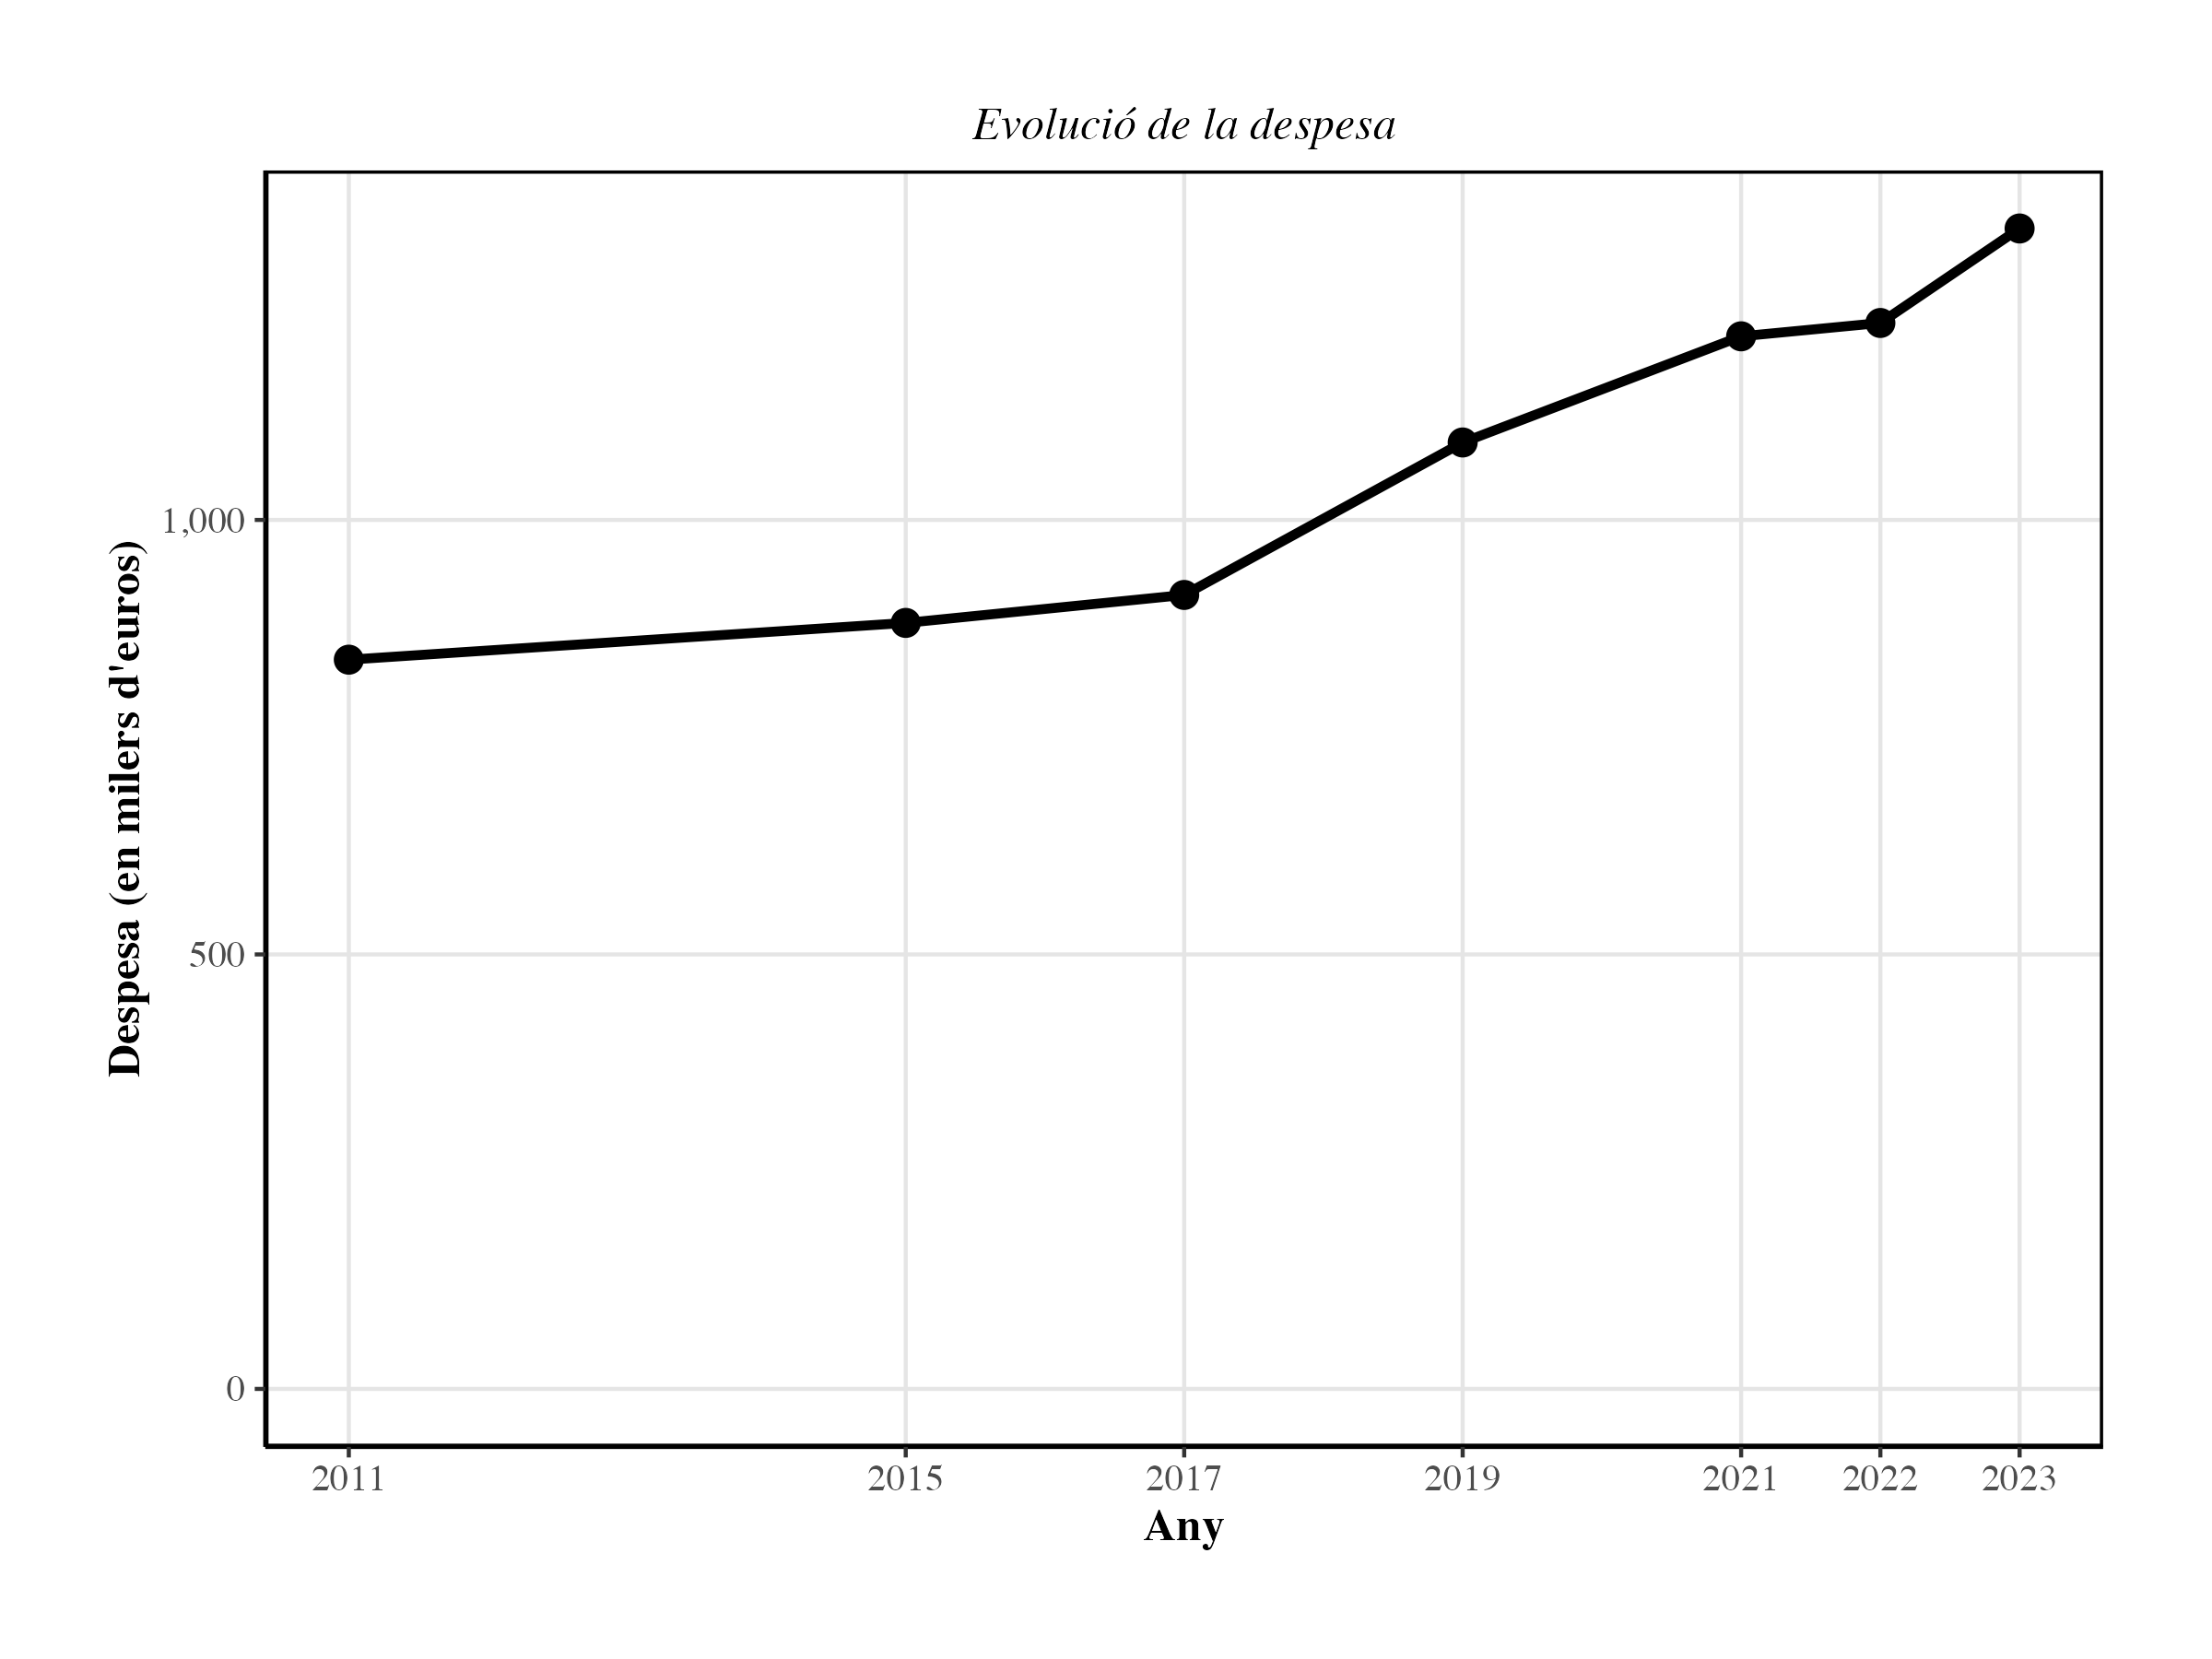 Evolució de la despesa
Despesa (en milers d'euros)
1,000
500
0
2011 2015 2017 2019 2021 2022 2023
Any